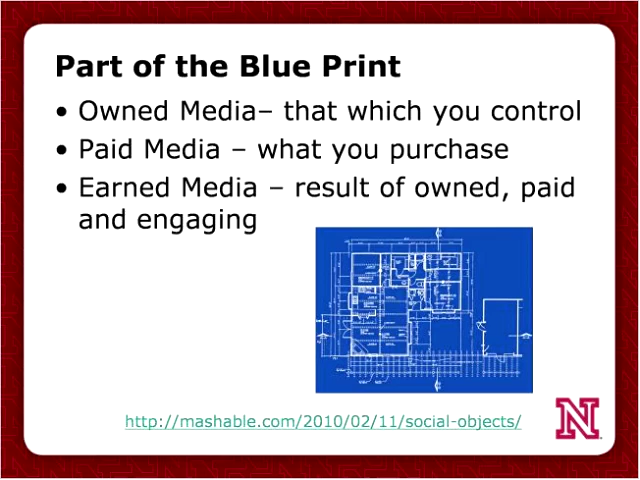 Part of the Blue Print
• Owned Media– that which you control
• Paid Media – what you purchase
• Earned Media – result of owned, paid
and engaging
http://mashable.com/2010/02/11/social-objects/
N